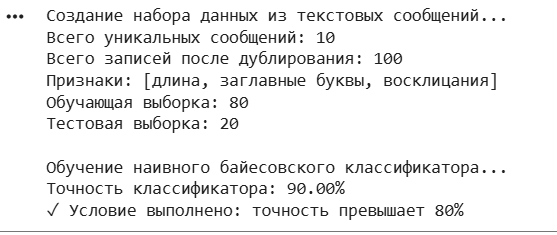 ••• Создание набора данных из текстовых сообщений...
Всего уникальных сообщений: 10
Всего записей после дублирования: 100
Признаки: [длина, заглавные буквы, восклицания]
Обучающая выборка: 80
Тестовая выборка: 20
Обучение наивного байесовского классификатора...
Точность классификатора: 90.00%
✓ Условие выполнено: точность превышает 80%